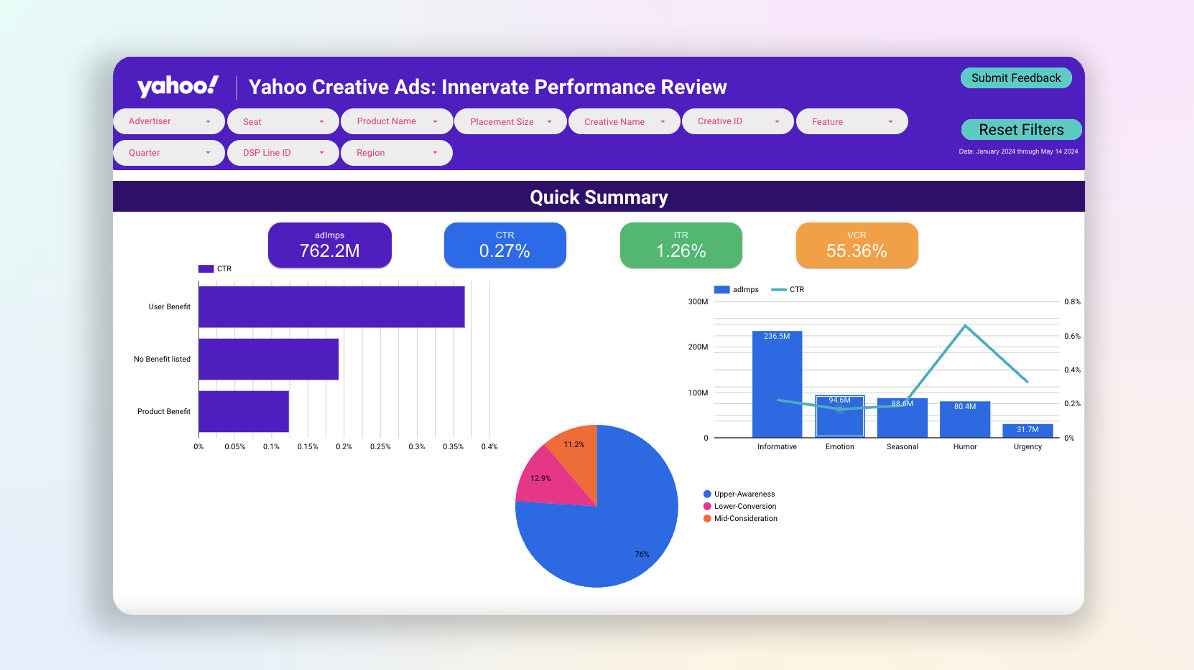 yahoo!
Yahoo Creative Ads: Innervate Performance Review
Submit Feedback
Advertiser
Seat
Product Name
Placement Size
Creative Name
Creative ID
Feature
Reset Filters
Quarter
DSP Line ID
Region
Data: January 2024 through May 14 2024
Quick Summary
adImps
762.2M
CTR
0.27%
ITR
1.26%
VCR
55.36%
CTR
User Benefit
No Benefit listed
Product Benefit
0% 0.05% 0.1% 0.15% 0.2% 0.25% 0.3% 0.35% 0.4%
adImps CTR
300M
200M
100M
0
0.8%
0.6%
0.4%
0.2%
0%
236.5M
94.6M
88.6M
80.4M
31.7M
Informative Emotion Seasonal Humor Urgency
11.2%
12.9%
76%
Upper-Awareness
Lower-Conversion
Mid-Consideration